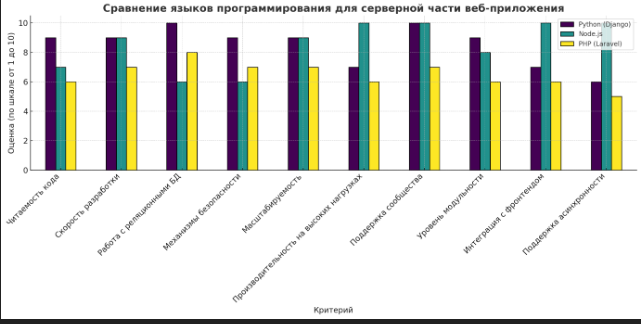 Сравнение языков программирования для серверной части веб-приложения
Python (Django)
Node.js
PHP (Laravel)
Оценка (по шкале от 1 до 10)
10
8
6
4
2
0
Читаемость кода
Скорость разработки
Работа с реляционными БД
Механизмы безопасности
Масштабируемость
Производительность на высоких нагрузках
Поддержка сообщества
Уровень модульности
Интеграция с фронтендом
Поддержка асинхронности
Критерий